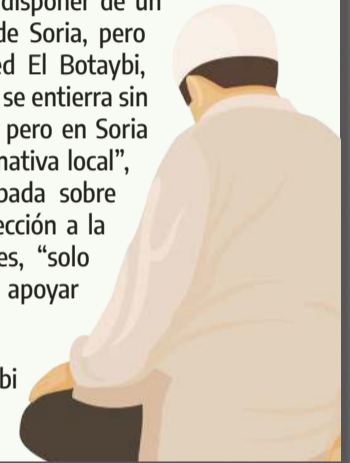 disponer de un
de Soria, pero
ed El Botaybi,
se entierra sin
pero en Soria
mativa local”,
pada sobre
ección a la
es, “solo
apoyar
bi